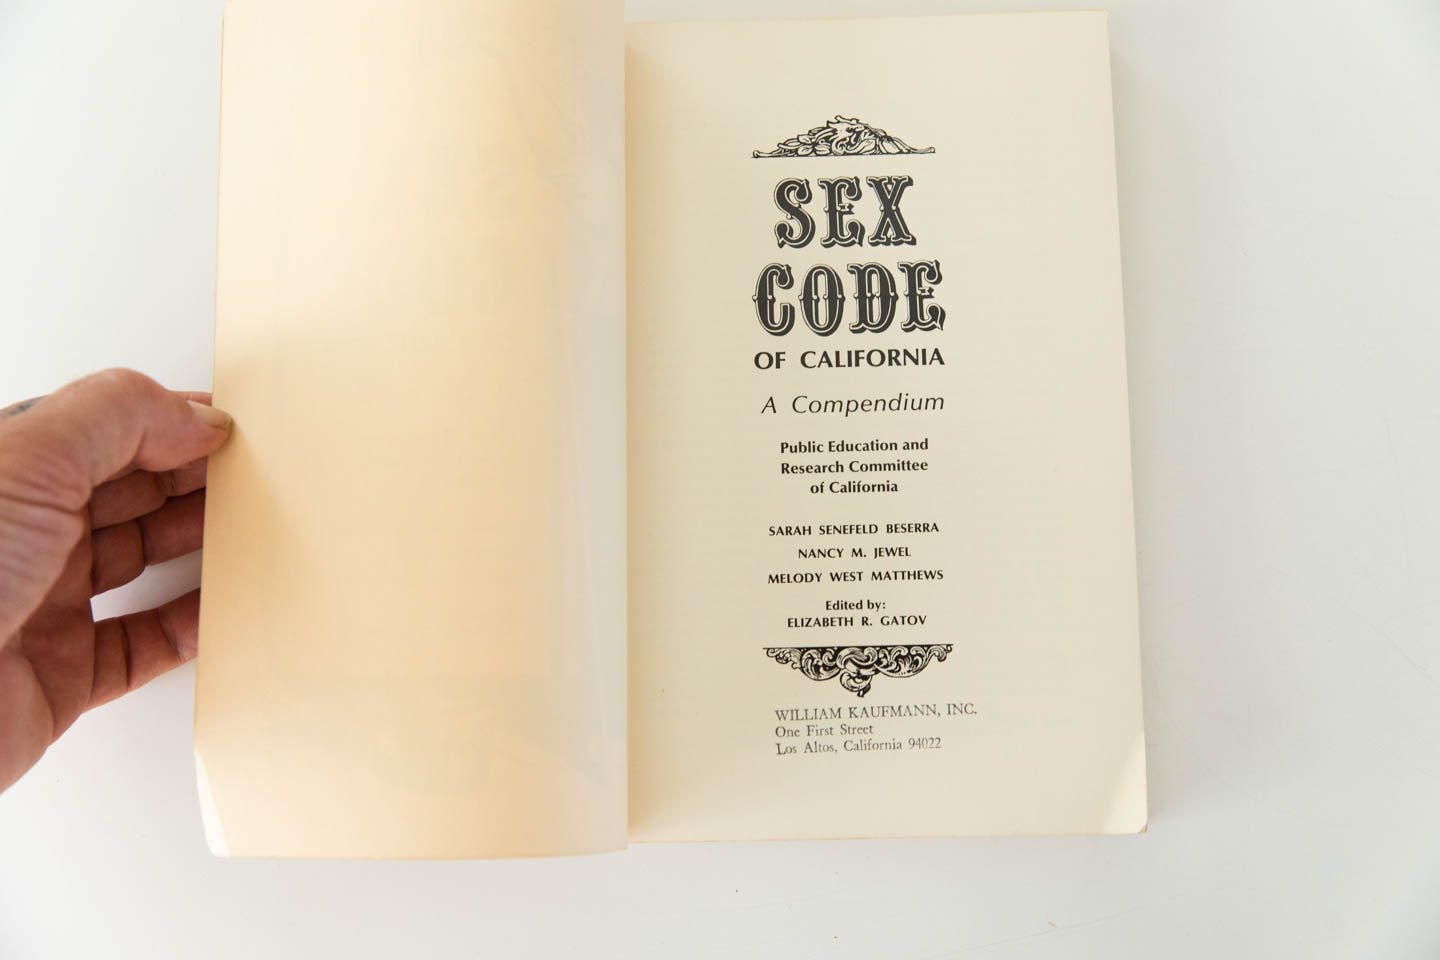 SEX
CODE
OF CALIFORNIA
A Compendium
Public Education and
Research Committee
of California
SARAH SENEFELD BESERRA
NANCY M. JEWEL
MELODY WEST MATTHEWS
Edited by:
ELIZABETH R. GATOV
WILLIAM KAUFMANN, INC.
One First Street
Los Altos, California 94022